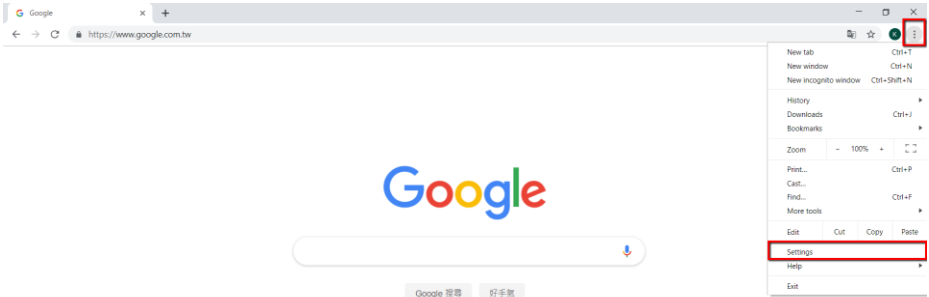 Google
https://www.google.com.tw
K
New tab Ctrl+T
New window Ctrl+N
New incognito window Ctrl+Shift+N
History
Downloads Ctrl+J
Bookmarks
Zoom - 100% +
Print... Ctrl+P
Cast...
Find... Ctrl+F
More tools
Edit Cut Copy Paste
Settings
Help
Exit
Google
Google 搜尋 好手氣